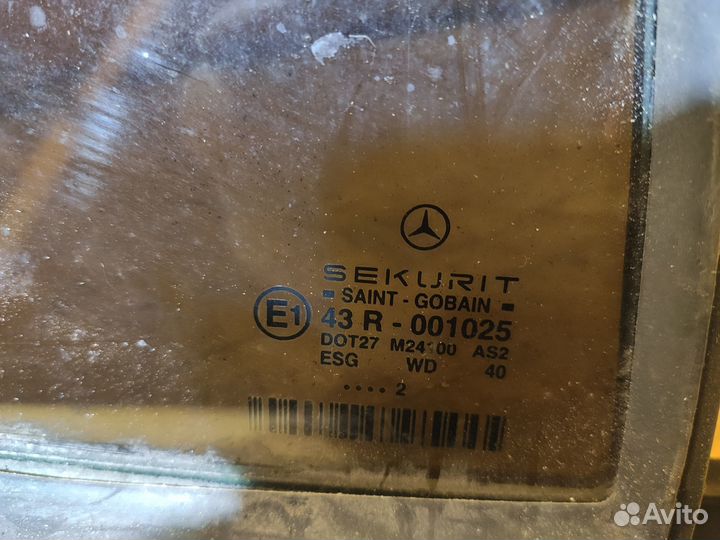 SEKURIT
SAINT - GOBAIN
E1
43 R - 001025
DOT27 M24100 AS2
ESG WD 40
.... 2
Avito